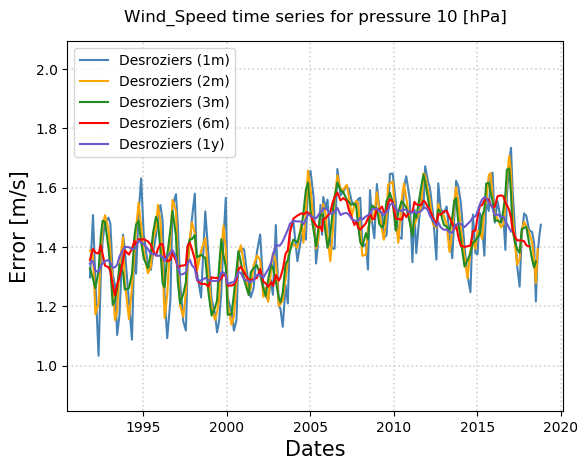 Wind_Speed time series for pressure 10 [hPa]
Desroziers (1m)
Desroziers (2m)
Desroziers (3m)
Desroziers (6m)
Desroziers (1y)
Error [m/s]
2.0
1.8
1.6
1.4
1.2
1.0
1995
2000
2005
2010
2015
2020
Dates